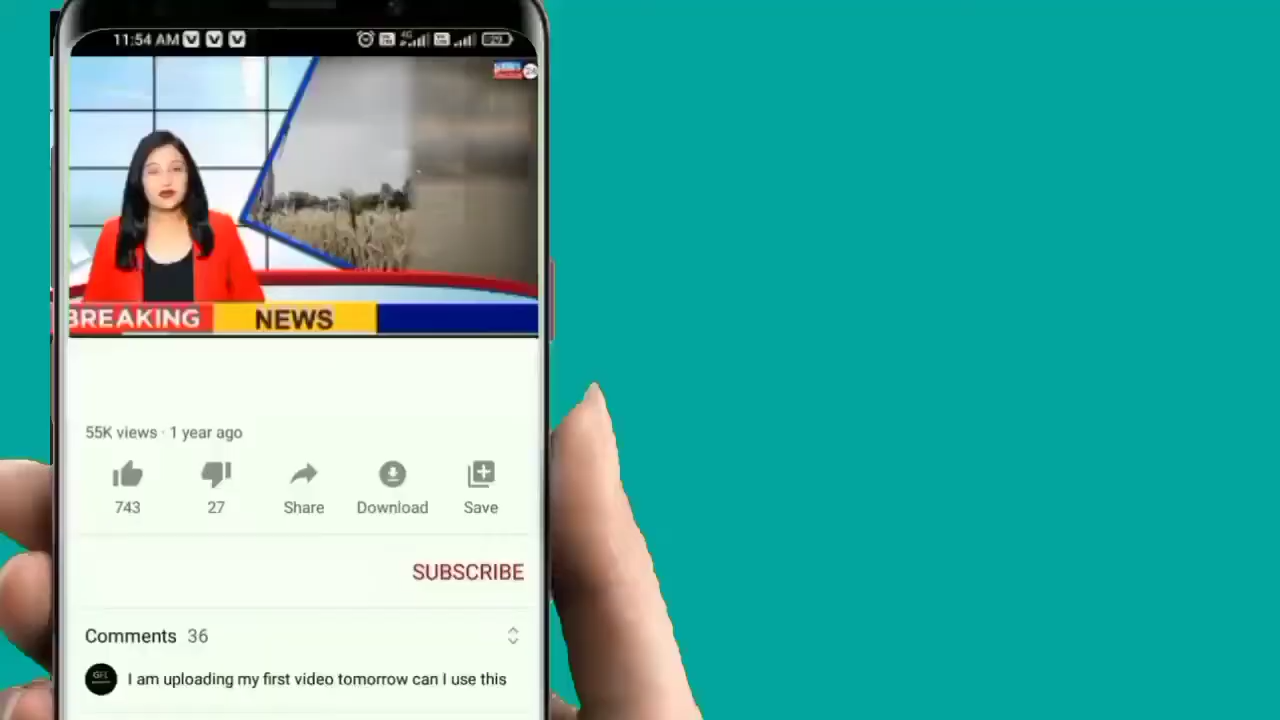 11:54 AM
BREAKING NEWS
55K views · 1 year ago
743
27
Share
Download
Save
SUBSCRIBE
Comments 36
I am uploading my first video tomorrow can I use this